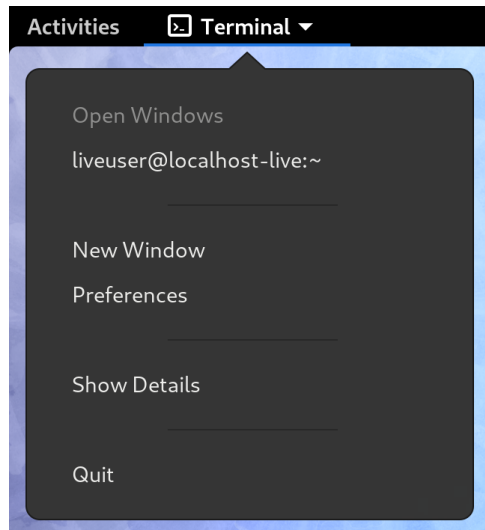 Activities Terminal
Open Windows
liveuser@localhost-live:~
New Window
Preferences
Show Details
Quit